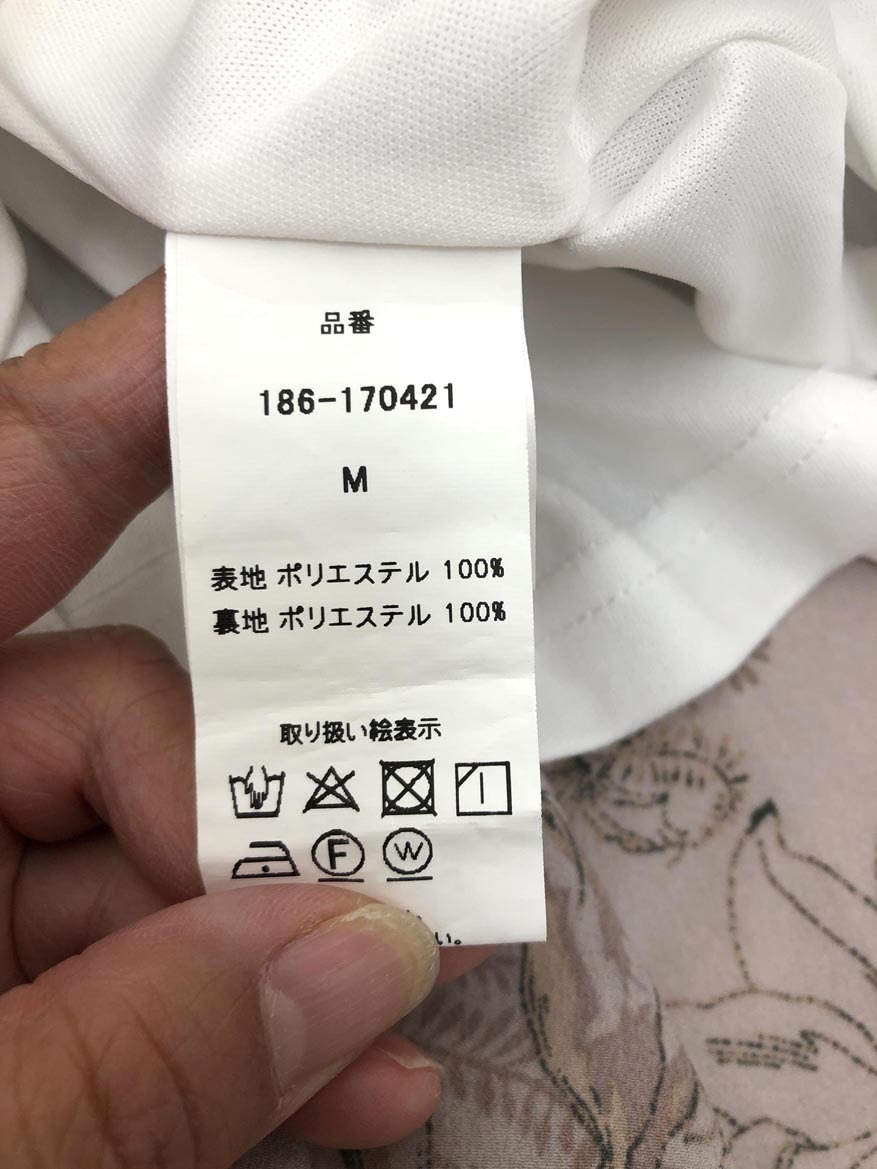 品番
186-170421
M
表地 ポリエステル 100%
裏地 ポリエステル 100%
取り扱い絵表示
F W
い。